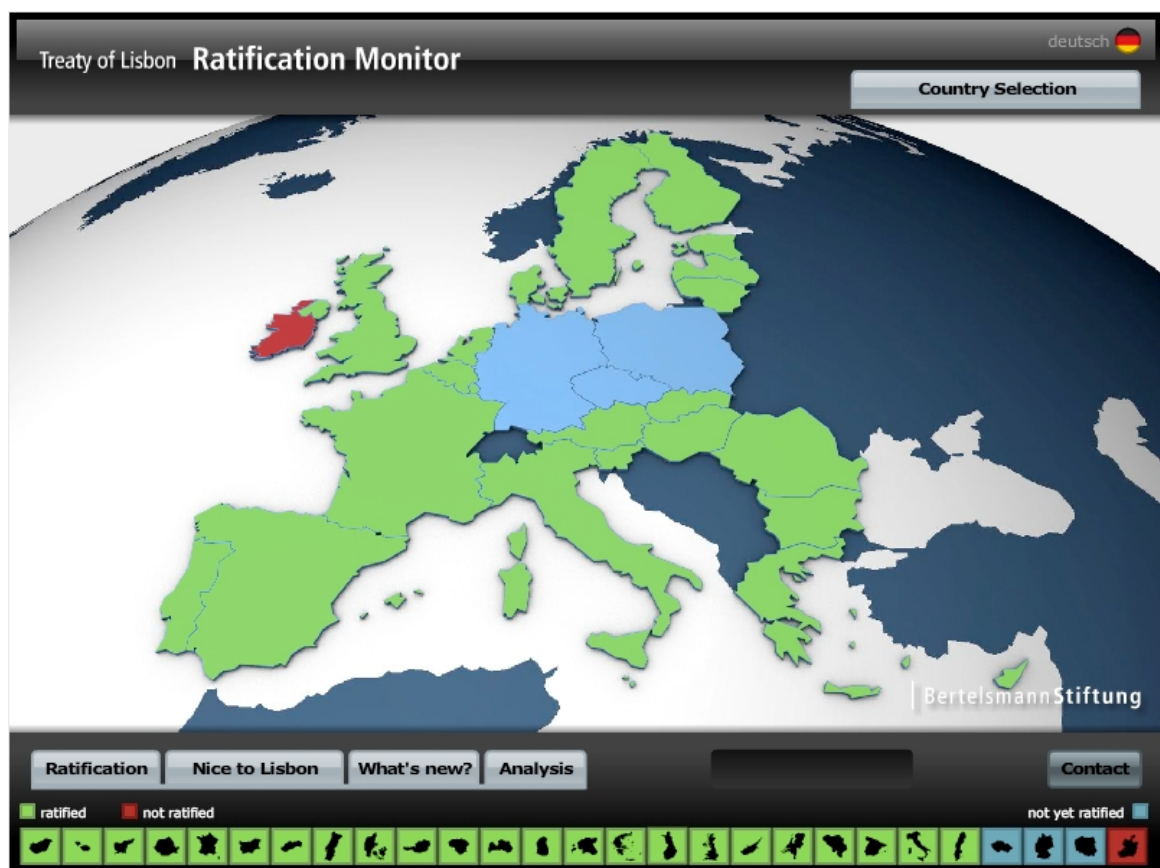 deutsch
Treaty of Lisbon Ratification Monitor
Country Selection
BertelsmannStiftung
Ratification
Nice to Lisbon
What's new?
Analysis
Contact
ratified
not ratified
not yet ratified